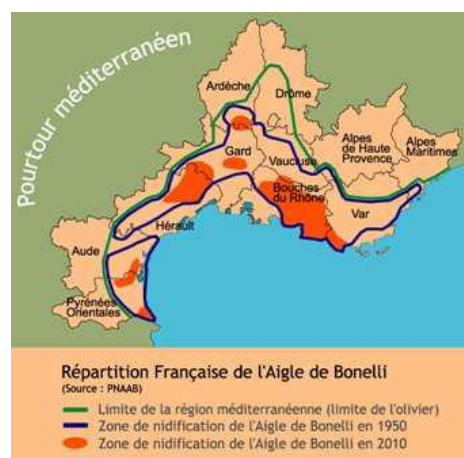 Pourtour méditerranéen
Ardèche
Drôme
Gard
Vaucluse
Alpes
de Haute
Provence
Alpes
Maritimes
Bouches
du Rhône
Var
Hérault
Aude
Pyrénées
Orientales
Répartition Française de l'Aigle de Bonelli
(Source : PNAAB)
Limite de la région méditerranéenne (limite de l'olivier)
Zone de nidification de l'Aigle de Bonelli en 1950
Zone de nidification de l'Aigle de Bonelli en 2010